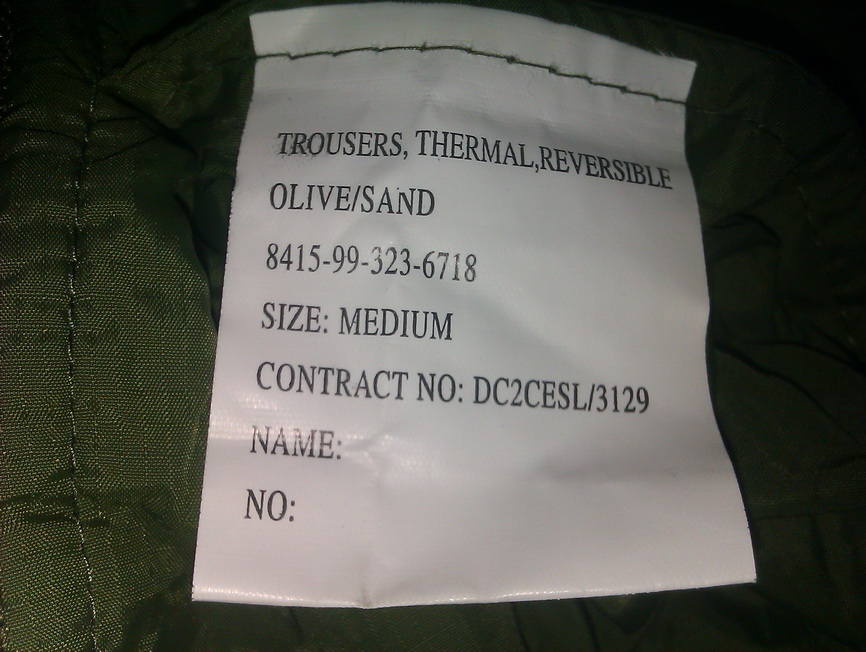 TROUSERS, THERMAL,REVERSIBLE
OLIVE/SAND
8415-99-323-6718
SIZE: MEDIUM
CONTRACT NO: DC2CESL/3129
NAME:
NO: